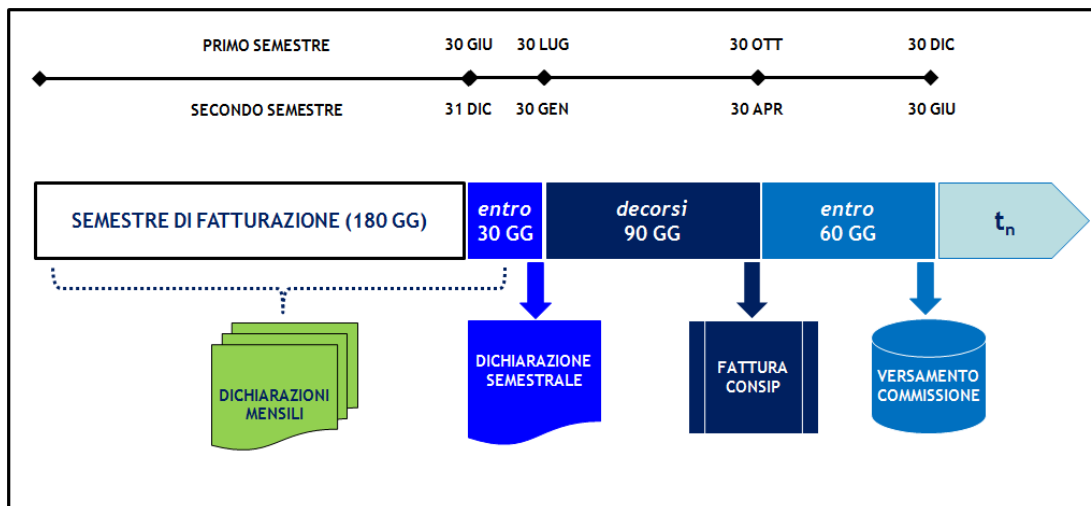 PRIMO SEMESTRE 30 GIU 30 LUG 30 OTT 30 DIC
SECONDO SEMESTRE 31 DIC 30 GEN 30 APR 30 GIU
SEMESTRE DI FATTURAZIONE (180 GG)
entro
30 GG
decorsi
90 GG
entro
60 GG
tn
DICHIARAZIONI
MENSILI
DICHIARAZIONE
SEMESTRALE
FATTURA
CONSIP
VERSAMENTO
COMMISSIONE